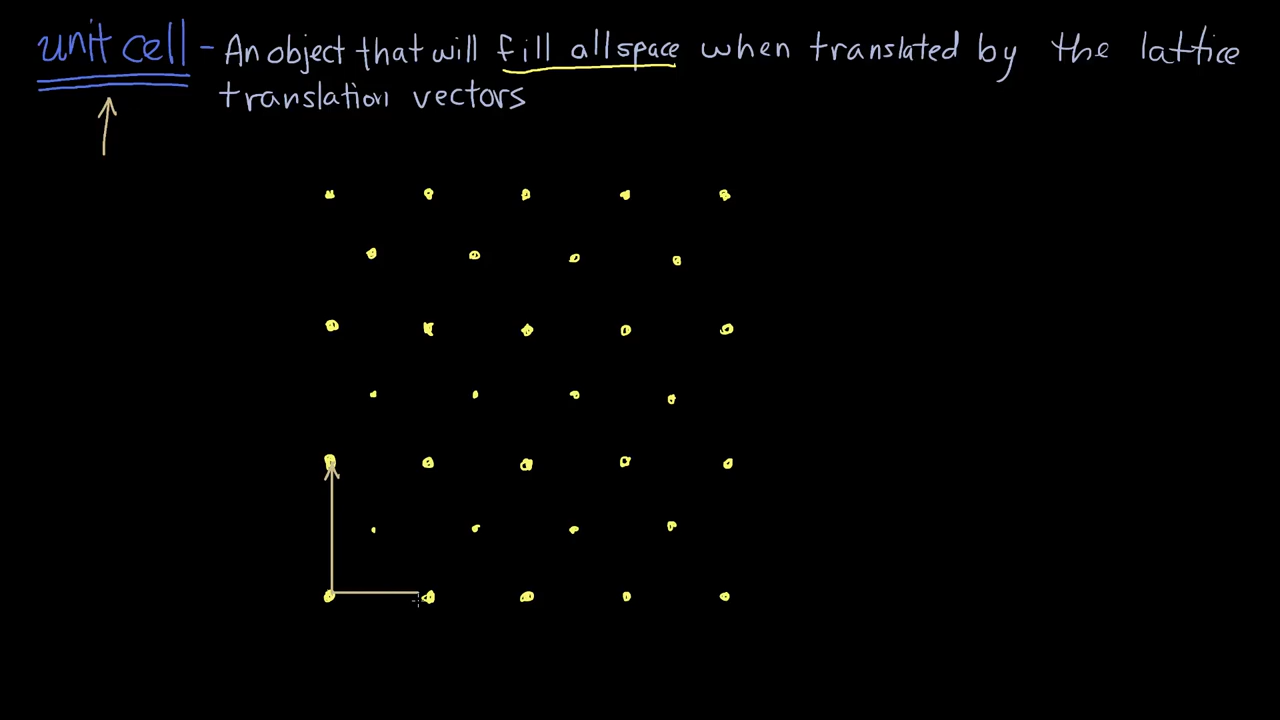 unit cell - An object that will fill all space when translated by the lattice
translation vectors